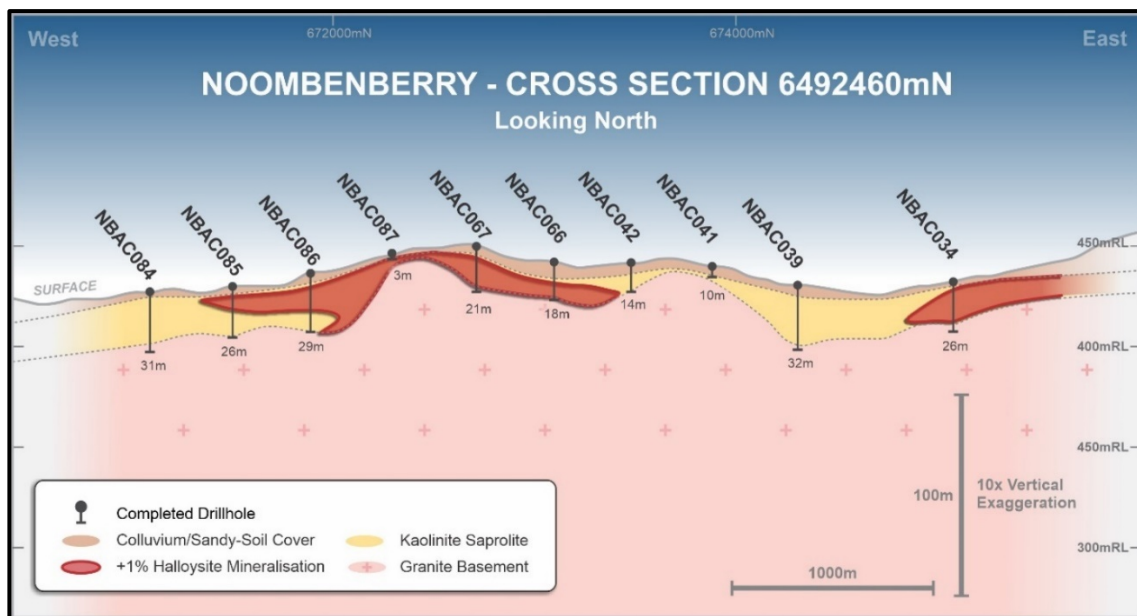 672000mN
674000mN
West
East
NOOMBENBERRY - CROSS SECTION 6492460mN
Looking North
NBAC084
NBAC085
NBAC086
NBAC087
NBAC067
NBAC066
NBAC042
NBAC041
NBAC039
NBAC034
450mRL
SURFACE
3m
21m
18m
14m
10m
31m
26m
29m
32m
26m
400mRL
450mRL
100m
10x Vertical
Exaggeration
300mRL
1000m
Completed Drillhole
Colluvium/Sandy-Soil Cover
Kaolinite Saprolite
+1% Halloysite Mineralisation
Granite Basement